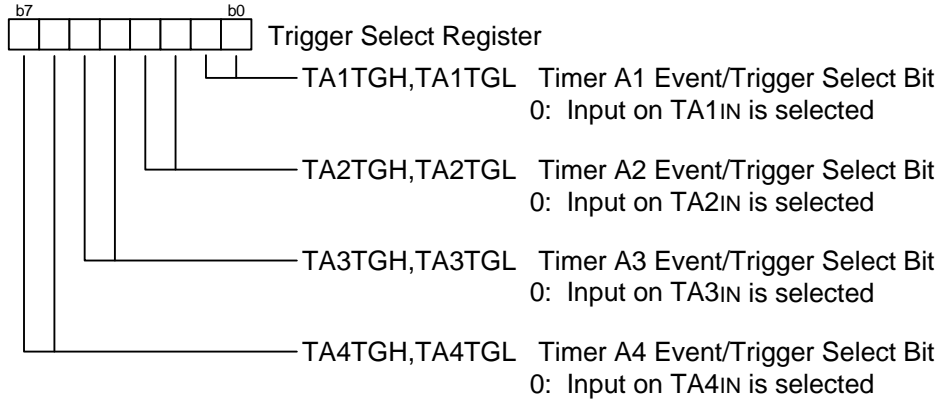 b7 b0
Trigger Select Register
TA1TGH,TA1TGL Timer A1 Event/Trigger Select Bit
0: Input on TA1IN is selected
TA2TGH,TA2TGL Timer A2 Event/Trigger Select Bit
0: Input on TA2IN is selected
TA3TGH,TA3TGL Timer A3 Event/Trigger Select Bit
0: Input on TA3IN is selected
TA4TGH,TA4TGL Timer A4 Event/Trigger Select Bit
0: Input on TA4IN is selected